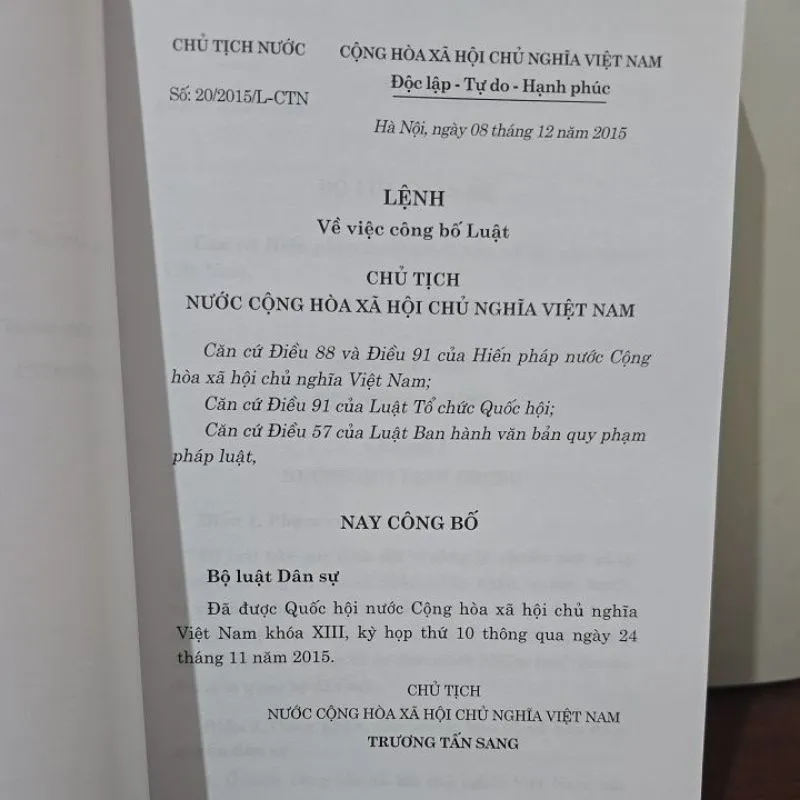 CHỦ TỊCH NƯỚC
CỘNG HÒA XÃ HỘI CHỦ NGHĨA VIỆT NAM
Độc lập - Tự do - Hạnh phúc
Số: 20/2015/L-CTN
Hà Nội, ngày 08 tháng 12 năm 2015
LỆNH
Về việc công bố Luật
CHỦ TỊCH
NƯỚC CỘNG HÒA XÃ HỘI CHỦ NGHĨA VIỆT NAM
Căn cứ Điều 88 và Điều 91 của Hiến pháp nước Cộng
hòa xã hội chủ nghĩa Việt Nam;
Căn cứ Điều 91 của Luật Tổ chức Quốc hội;
Căn cứ Điều 57 của Luật Ban hành văn bản quy phạm
pháp luật,
NAY CÔNG BỐ
Bộ luật Dân sự
Đã được Quốc hội nước Cộng hòa xã hội chủ nghĩa
Việt Nam khóa XIII, kỳ họp thứ 10 thông qua ngày 24
tháng 11 năm 2015.
CHỦ TỊCH
NƯỚC CỘNG HÒA XÃ HỘI CHỦ NGHĨA VIỆT NAM
TRƯƠNG TẤN SANG